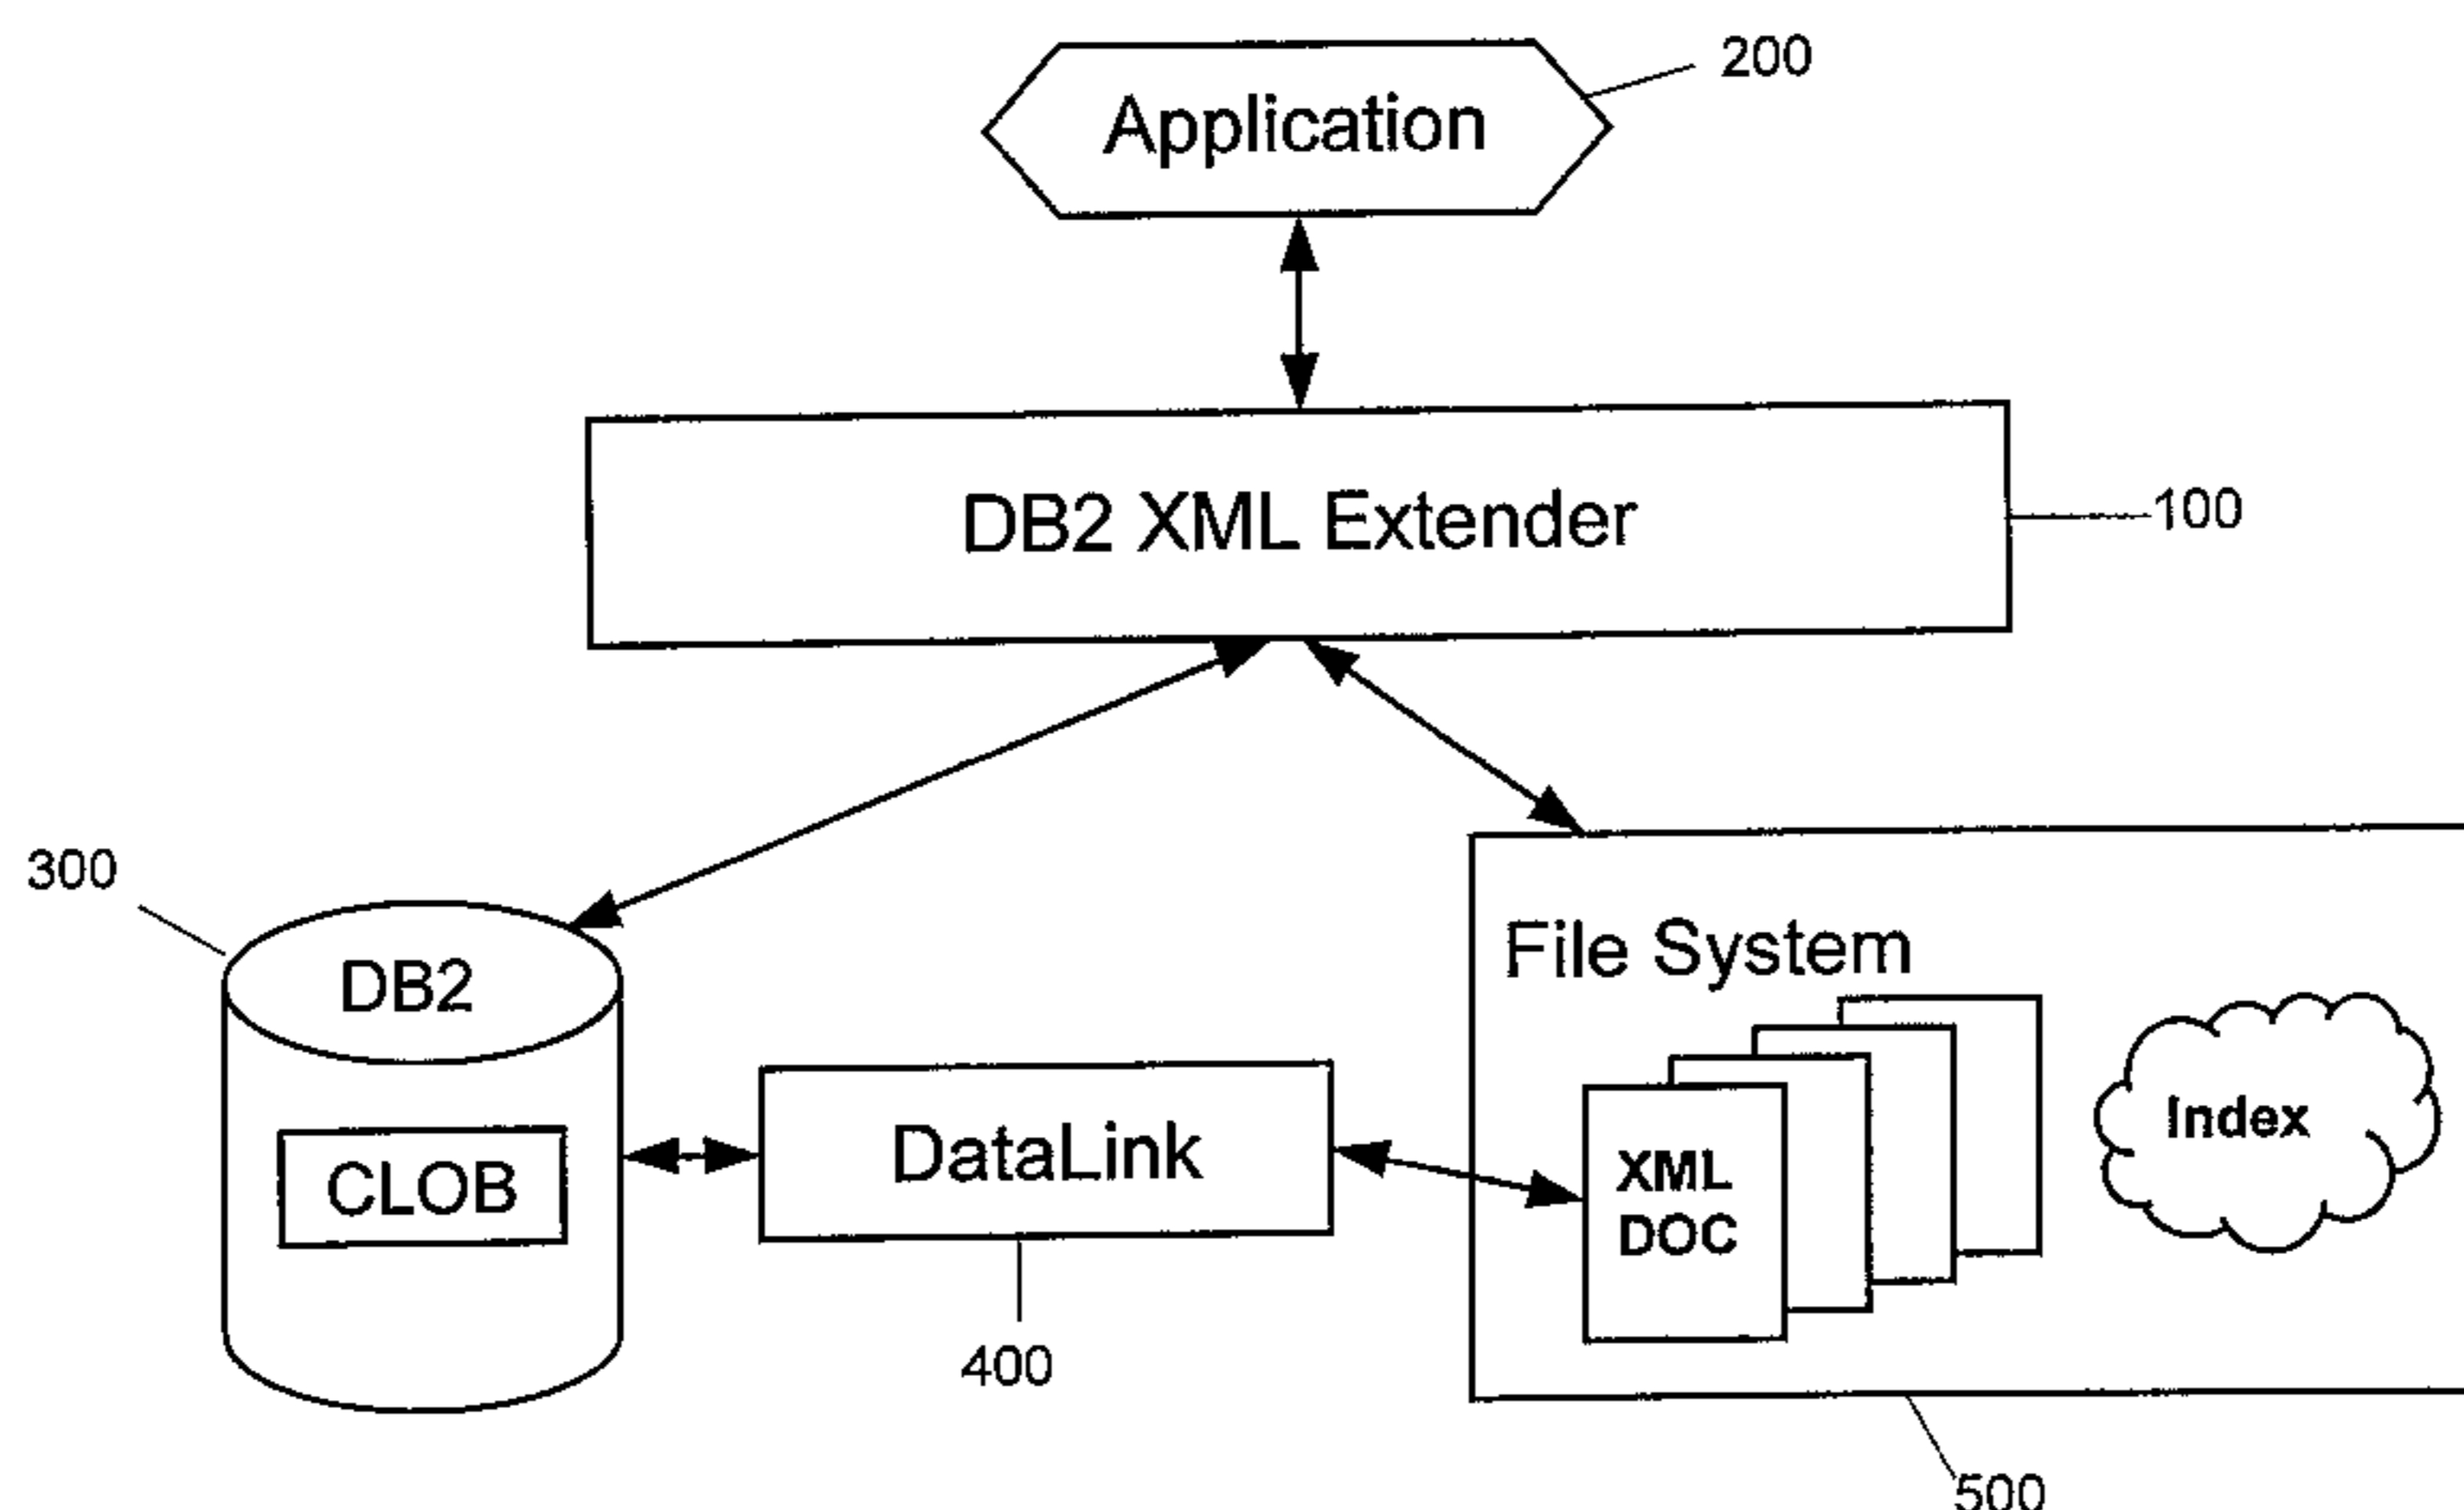 Application
200
DB2 XML Extender
100
300
DB2
CLOB
DataLink
400
File System
XML
DOC
Index
500